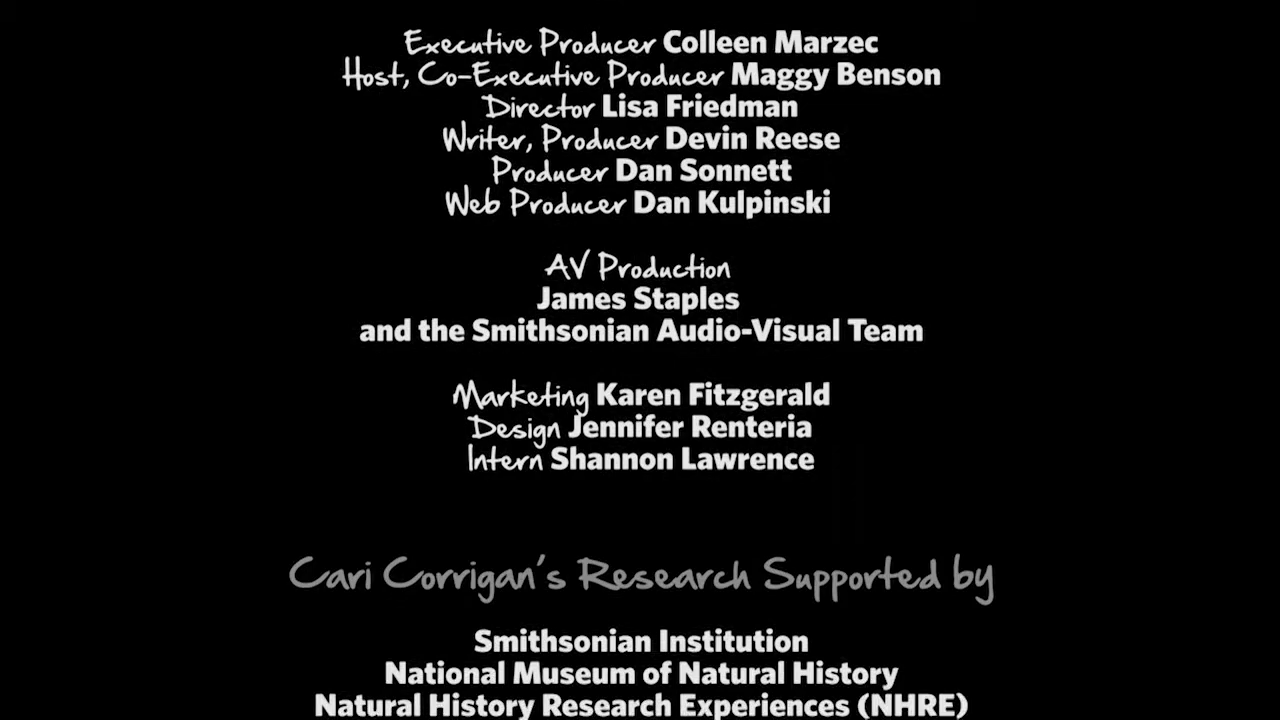 Executive Producer Colleen Marzec
Host, Co-Executive Producer Maggy Benson
Director Lisa Friedman
Writer, Producer Devin Reese
Producer Dan Sonnett
Web Producer Dan Kulpinski
AV Production
James Staples
and the Smithsonian Audio-Visual Team
Marketing Karen Fitzgerald
Design Jennifer Renteria
Intern Shannon Lawrence
Cari Corrigan's Research Supported by
Smithsonian Institution
National Museum of Natural History
Natural History Research Experiences (NHRE)